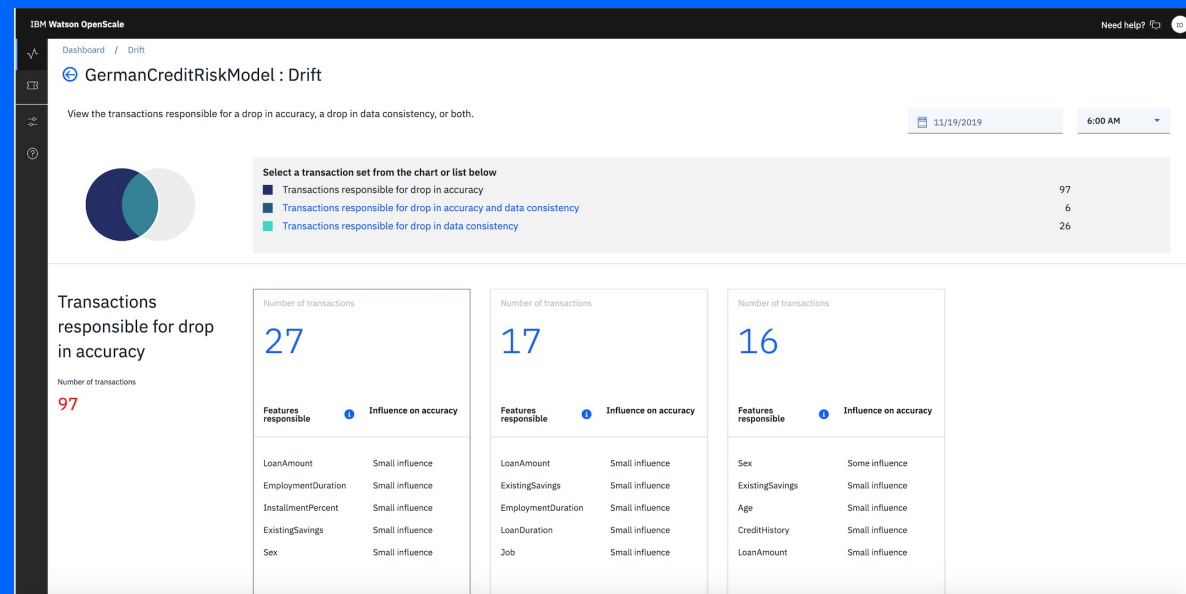 IBM Watson OpenScale
Need help?
IO
Dashboard / Drift
GermanCreditRiskModel : Drift
View the transactions responsible for a drop in accuracy, a drop in data consistency, or both.
11/19/2019
6:00 AM
Select a transaction set from the chart or list below
Transactions responsible for drop in accuracy 97
Transactions responsible for drop in accuracy and data consistency 6
Transactions responsible for drop in data consistency 26
Transactions
responsible for drop
in accuracy
Number of transactions
97
Number of transactions
27
Features
responsible
Influence on accuracy
LoanAmount Small influence
EmploymentDuration Small influence
InstallmentPercent Small influence
ExistingSavings Small influence
Sex Small influence
Number of transactions
17
Features
responsible
Influence on accuracy
LoanAmount Small influence
ExistingSavings Small influence
EmploymentDuration Small influence
LoanDuration Small influence
Job Small influence
Number of transactions
16
Features
responsible
Influence on accuracy
Sex Some influence
ExistingSavings Small influence
Age Small influence
CreditHistory Small influence
LoanAmount Small influence